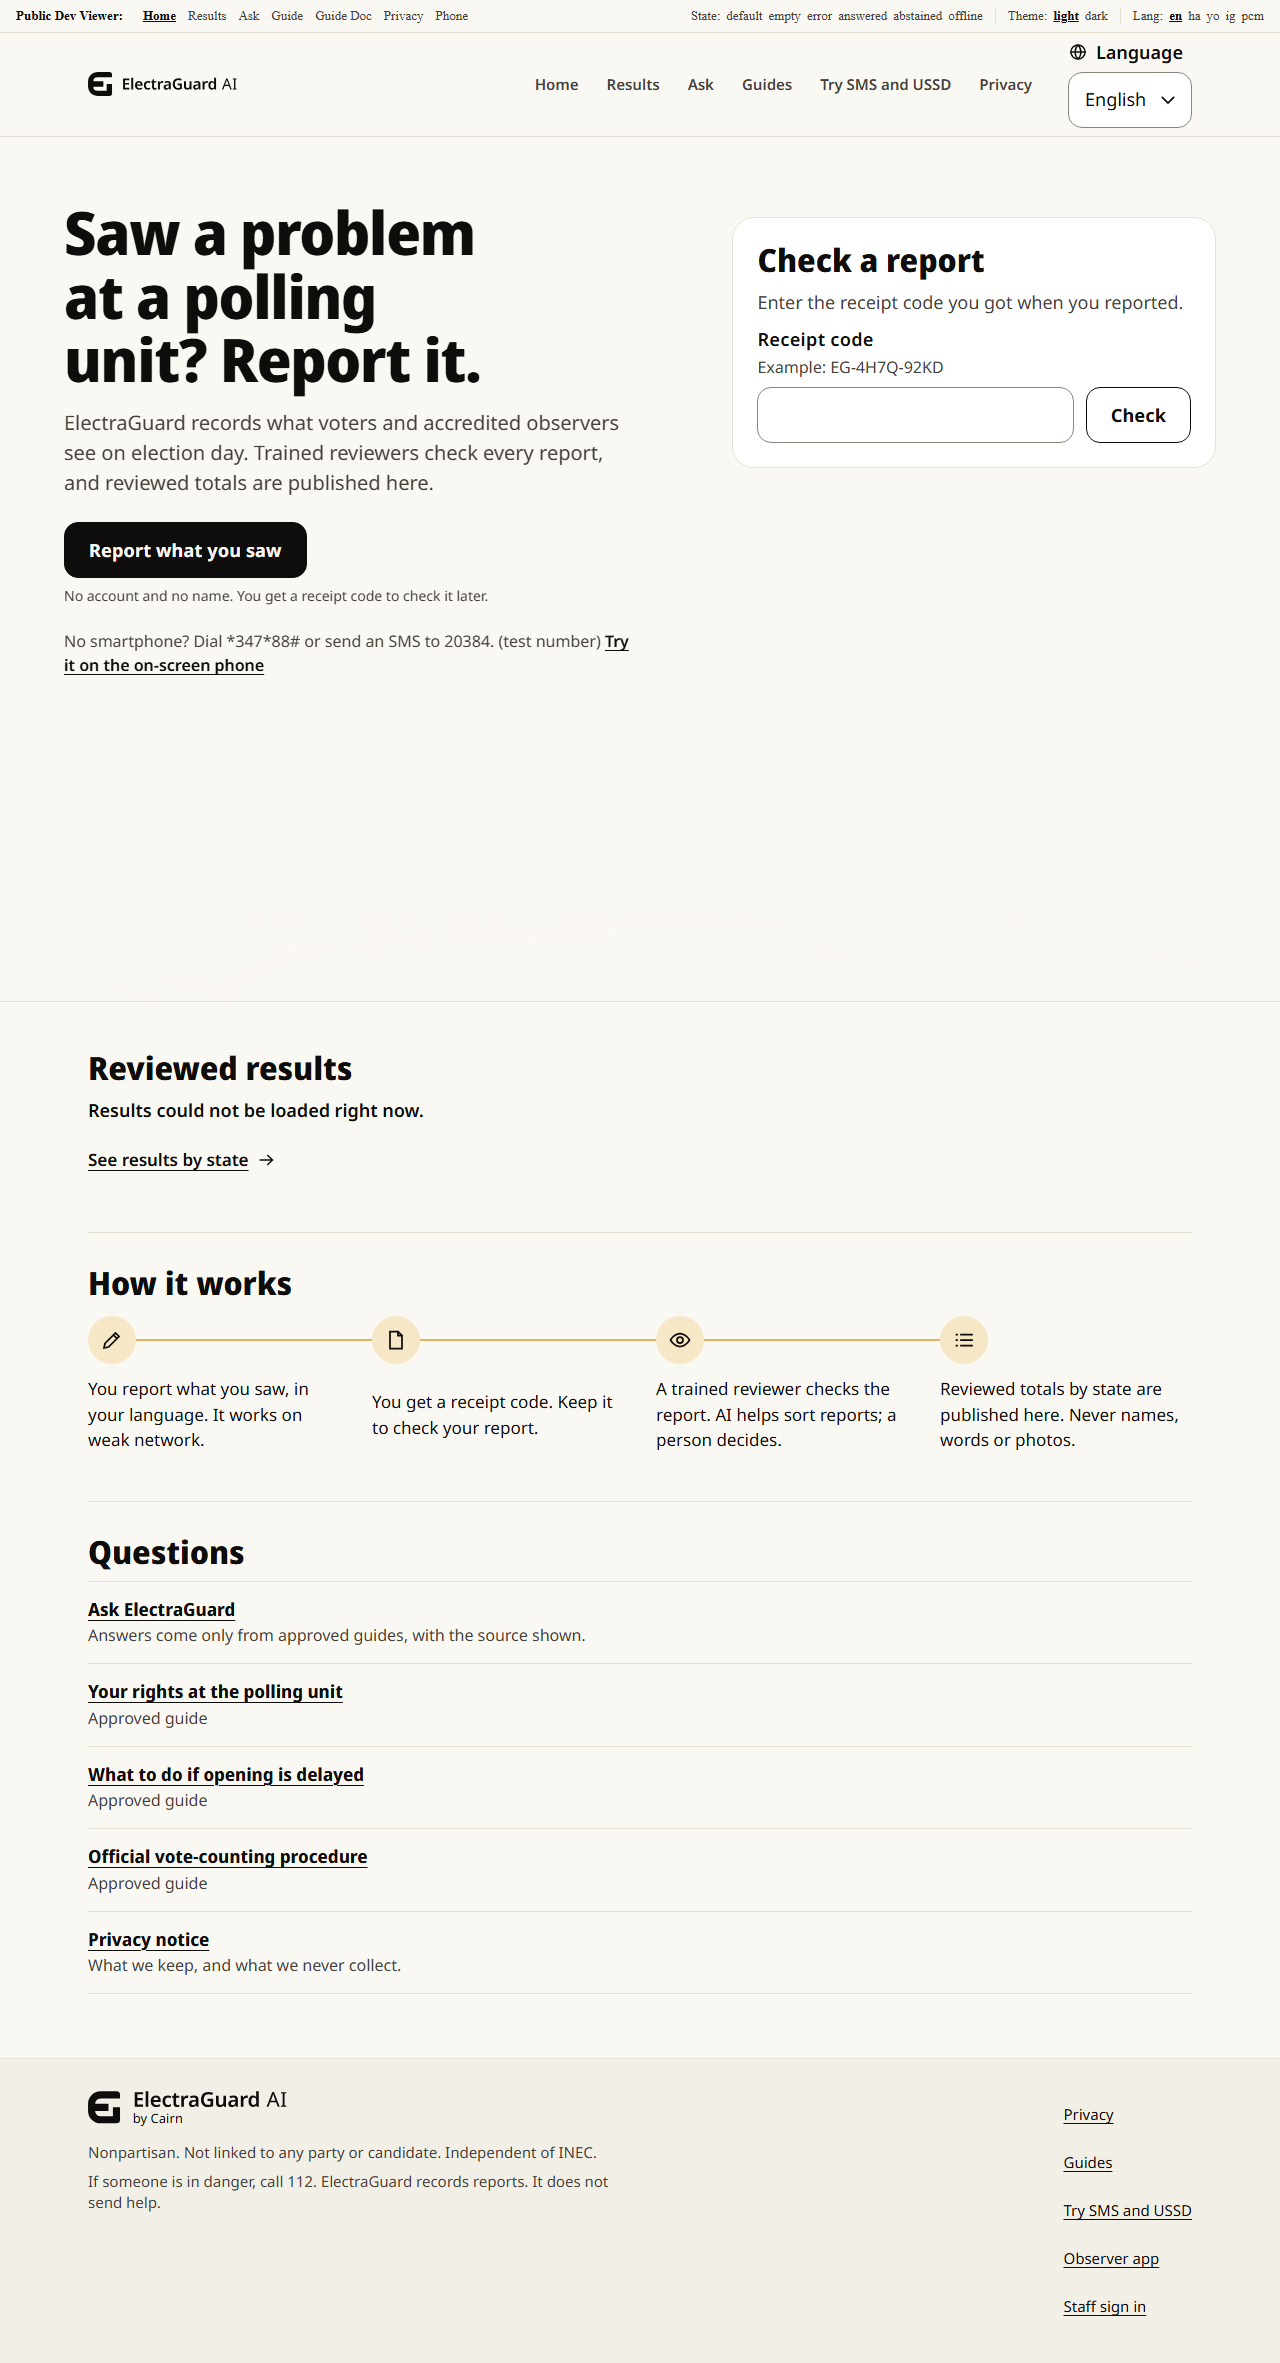 Public Dev Viewer: Home Results Ask Guide Guide Doc Privacy Phone State: default empty error answered abstained offline Theme: light dark Lang: en ha yo ig pcm
ElectraGuard AI
Home Results Ask Guides Try SMS and USSD Privacy
Language
English
Saw a problem
at a polling
unit? Report it.
ElectraGuard records what voters and accredited observers
see on election day. Trained reviewers check every report,
and reviewed totals are published here.
Report what you saw
No account and no name. You get a receipt code to check it later.
No smartphone? Dial *347*88# or send an SMS to 20384. (test number) Try
it on the on-screen phone
Check a report
Enter the receipt code you got when you reported.
Receipt code
Example: EG-4H7Q-92KD
Check
Reviewed results
Results could not be loaded right now.
See results by state →
How it works
You report what you saw, in
your language. It works on
weak network.
You get a receipt code. Keep it
to check your report.
A trained reviewer checks the
report. AI helps sort reports; a
person decides.
Reviewed totals by state are
published here. Never names,
words or photos.
Questions
Ask ElectraGuard
Answers come only from approved guides, with the source shown.
Your rights at the polling unit
Approved guide
What to do if opening is delayed
Approved guide
Official vote-counting procedure
Approved guide
Privacy notice
What we keep, and what we never collect.
ElectraGuard AI
by Cairn
Nonpartisan. Not linked to any party or candidate. Independent of INEC.
If someone is in danger, call 112. ElectraGuard records reports. It does not
send help.
Privacy
Guides
Try SMS and USSD
Observer app
Staff sign in